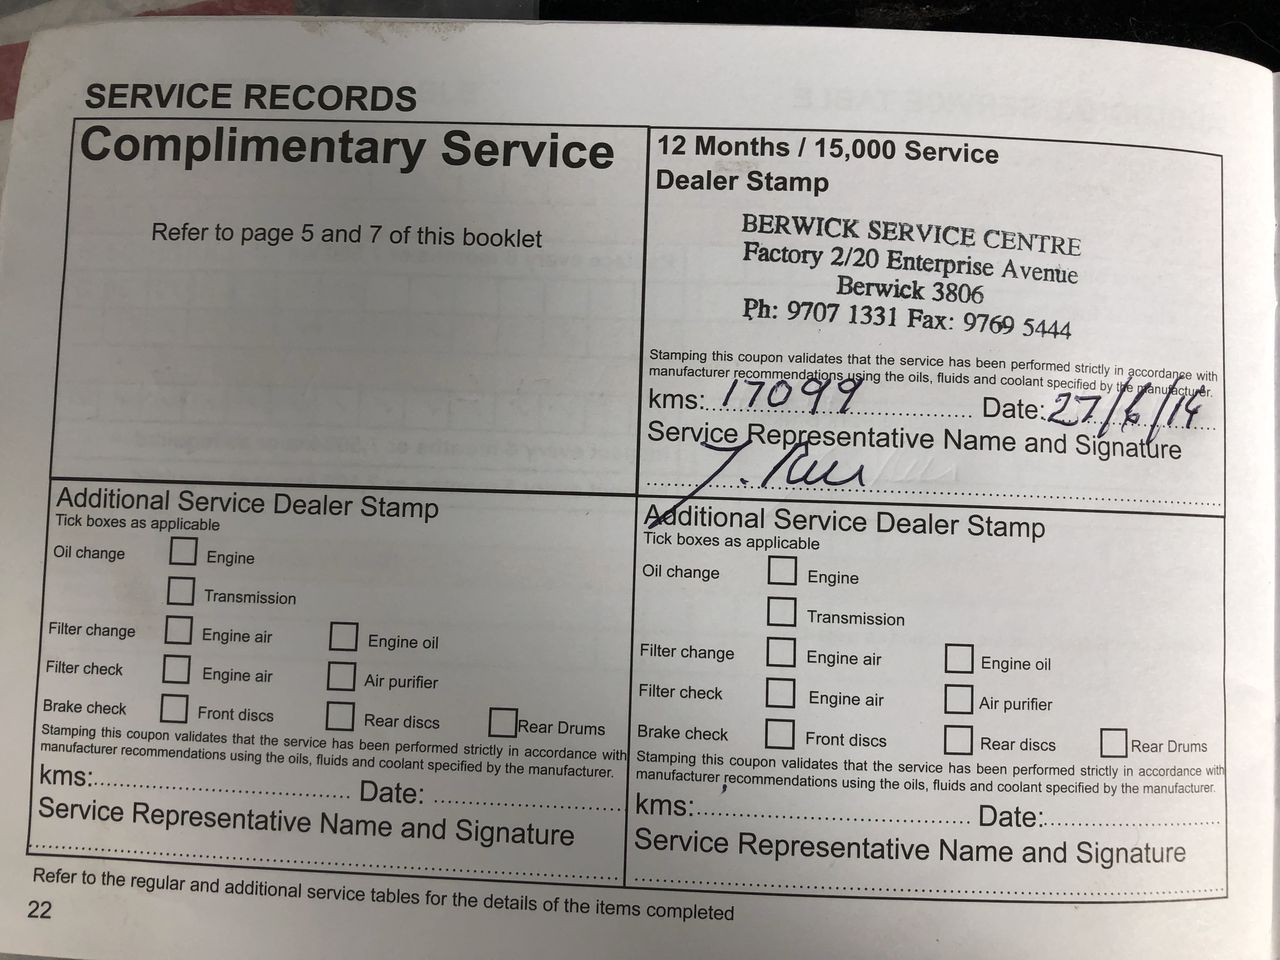 SERVICE RECORDS
Complimentary Service
Refer to page 5 and 7 of this booklet
12 Months / 15,000 Service
Dealer Stamp
BERWICK SERVICE CENTRE
Factory 2/20 Enterprise Avenue
Berwick 3806
Ph: 9707 1331 Fax: 9769 5444
Stamping this coupon validates that the service has been performed strictly in accordance with
manufacturer recommendations using the oils, fluids and coolant specified by the manufacturer.
kms: 17099 Date: 27/6/14
Service Representative Name and Signature
Additional Service Dealer Stamp
Tick boxes as applicable
Oil change Engine
Transmission
Filter change Engine air Engine oil
Filter check Engine air Air purifier
Brake check Front discs Rear discs Rear Drums
Stamping this coupon validates that the service has been performed strictly in accordance with
manufacturer recommendations using the oils, fluids and coolant specified by the manufacturer.
kms: Date:
Service Representative Name and Signature
Additional Service Dealer Stamp
Tick boxes as applicable
Oil change Engine
Transmission
Filter change Engine air Engine oil
Filter check Engine air Air purifier
Brake check Front discs Rear discs Rear Drums
Stamping this coupon validates that the service has been performed strictly in accordance with
manufacturer recommendations using the oils, fluids and coolant specified by the manufacturer.
kms: Date:
Service Representative Name and Signature
Refer to the regular and additional service tables for the details of the items completed
22